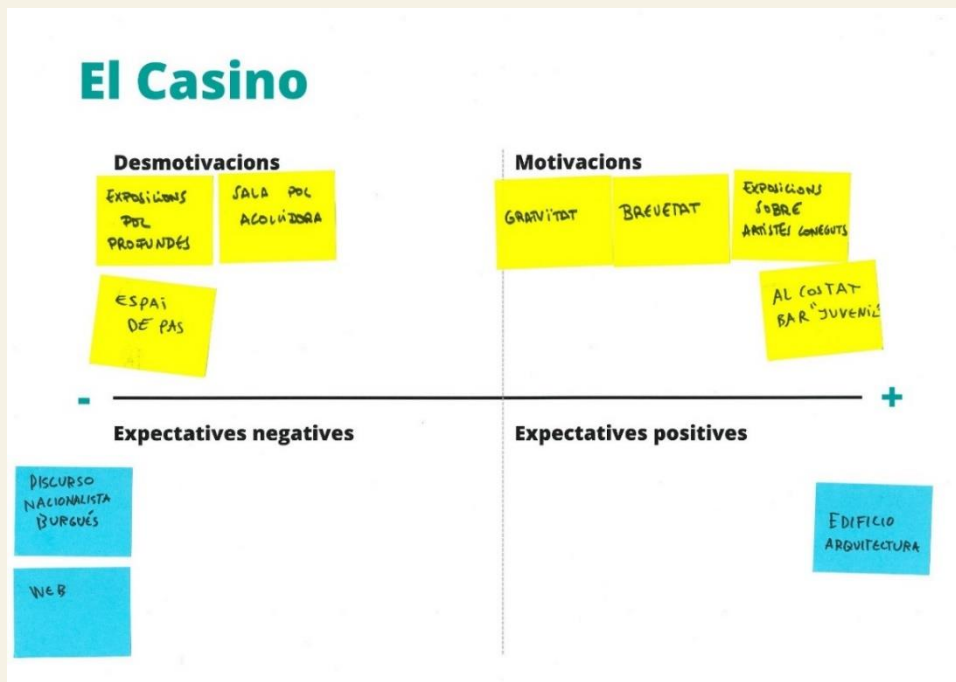 El Casino
Desmotivacions
EXPOSICIONS
POC
PROFUNDES
SALA POC
ACOLLIDORA
ESPAI
DE PAS
Motivacions
GRATUÏTAT
BREVETAT
EXPOSICIONS
SOBRE
ARTISTES CONEGUTS
AL COSTAT
BAR "JUVENIL"
-
+
Expectatives negatives
DISCURSO
NACIONALISTA
BURGUÉS
WEB
Expectatives positives
EDIFICIO
ARQUITECTURA